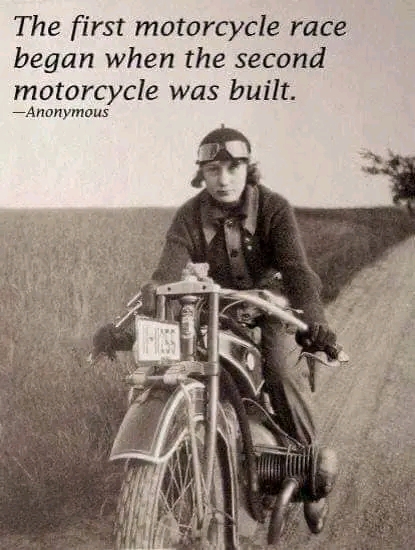 The first motorcycle race
began when the second
motorcycle was built.
—Anonymous